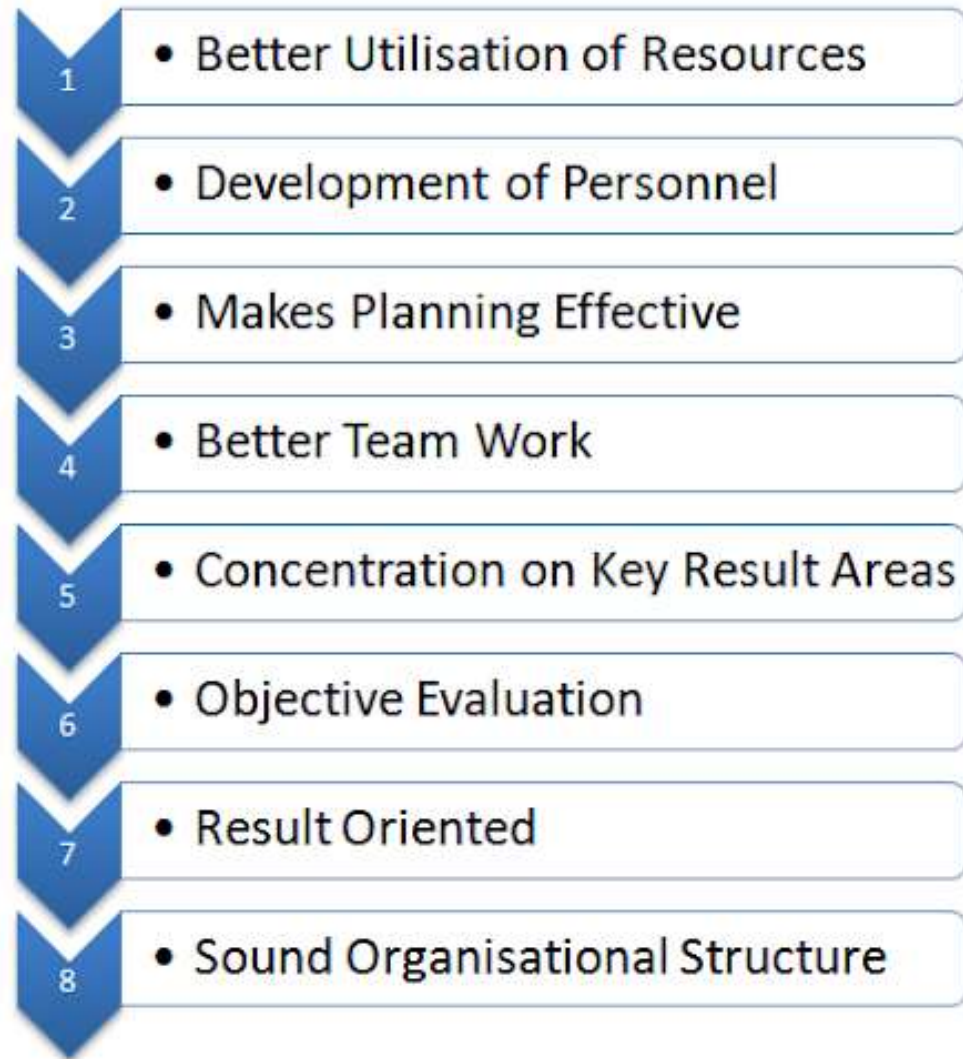 1
• Better Utilisation of Resources
2
• Development of Personnel
3
• Makes Planning Effective
4
• Better Team Work
5
• Concentration on Key Result Areas
6
• Objective Evaluation
7
• Result Oriented
8
• Sound Organisational Structure